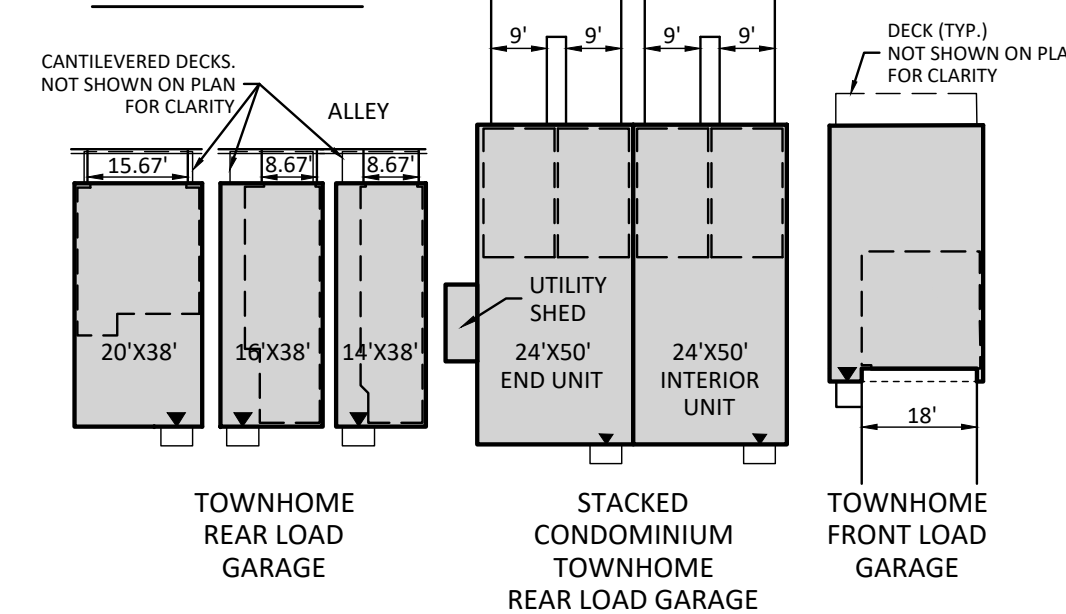 CANTILEVERED DECKS.
NOT SHOWN ON PLAN
FOR CLARITY
ALLEY
15.67'
8.67'
8.67'
20'X38'
16'X38'
14'X38'
TOWNHOME
REAR LOAD
GARAGE
9'
9'
9'
9'
UTILITY
SHED
24'X50'
END UNIT
24'X50'
INTERIOR
UNIT
STACKED
CONDOMINIUM
TOWNHOME
REAR LOAD GARAGE
DECK (TYP.)
NOT SHOWN ON PLA
FOR CLARITY
18'
TOWNHOME
FRONT LOAD
GARAGE